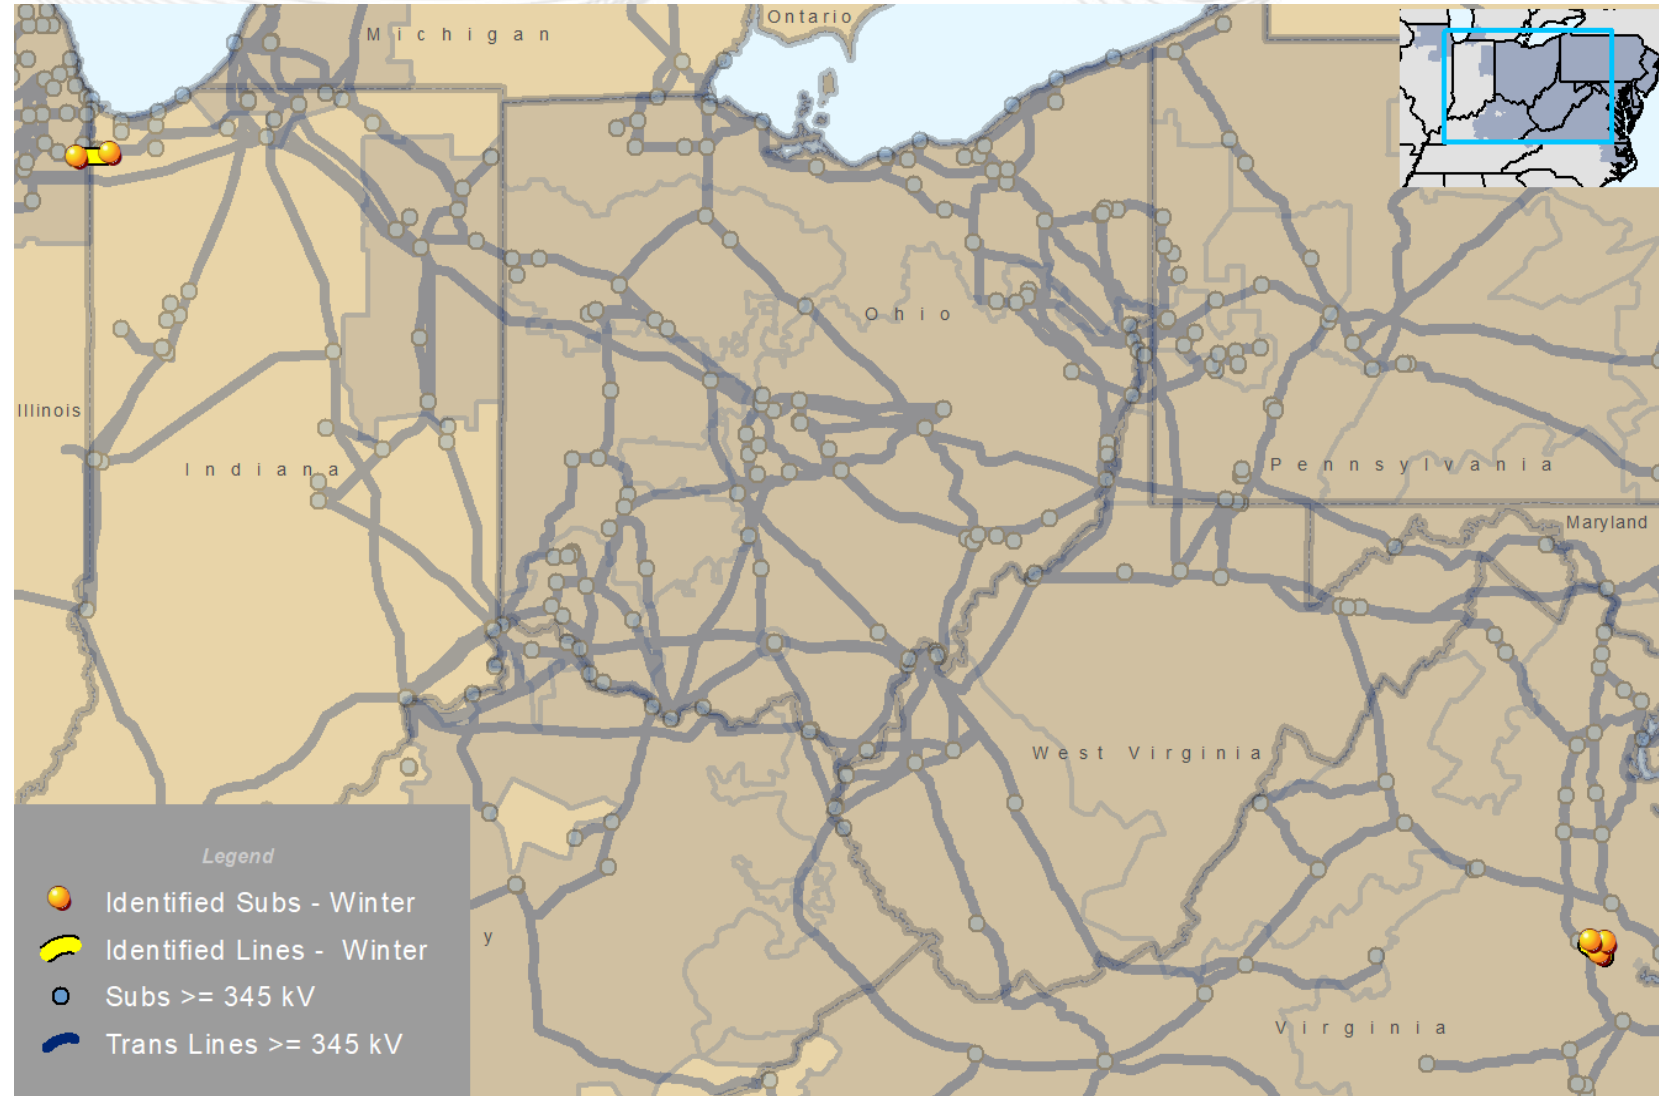 Ontario
Michigan
Ohio
Illinois
Indiana
Pennsylvania
Maryland
West Virginia
Legend
Identified Subs - Winter
Identified Lines - Winter
Subs >= 345 kV
Trans Lines >= 345 kV
y
Virginia